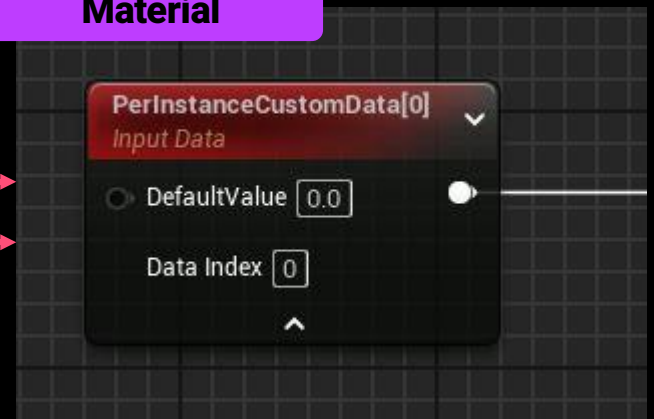 Material
PerInstanceCustomData[0]
Input Data
DefaultValue 0.0
Data Index 0